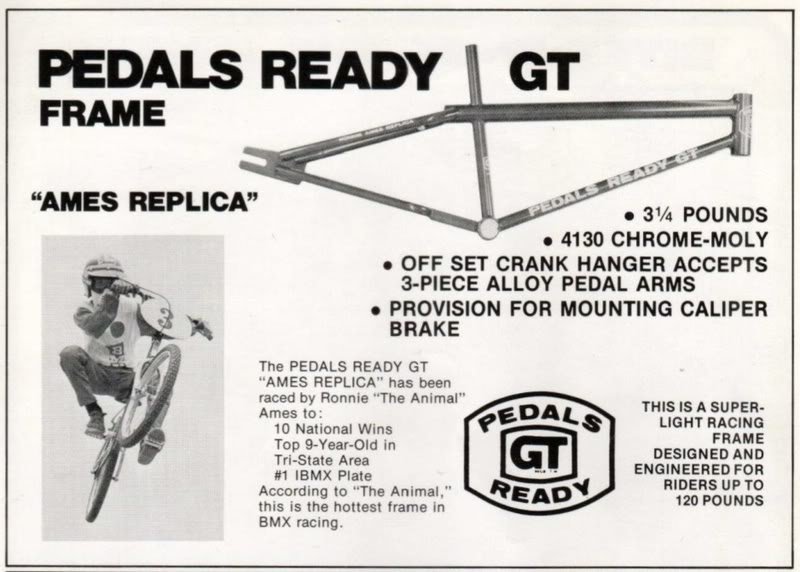 PEDALS READY GT
FRAME
RONNIE AMES REPLICA
PEDALS READY GT
"AMES REPLICA"
• 3¼ POUNDS
• 4130 CHROME-MOLY
• OFF SET CRANK HANGER ACCEPTS
3-PIECE ALLOY PEDAL ARMS
• PROVISION FOR MOUNTING CALIPER
BRAKE
3
The PEDALS READY GT
"AMES REPLICA" has been
raced by Ronnie "The Animal"
Ames to:
10 National Wins
Top 9-Year-Old in
Tri-State Area
#1 IBMX Plate
According to "The Animal,"
this is the hottest frame in
BMX racing.
PEDALS
GT
READY
THIS IS A SUPER-
LIGHT RACING
FRAME
DESIGNED AND
ENGINEERED FOR
RIDERS UP TO
120 POUNDS